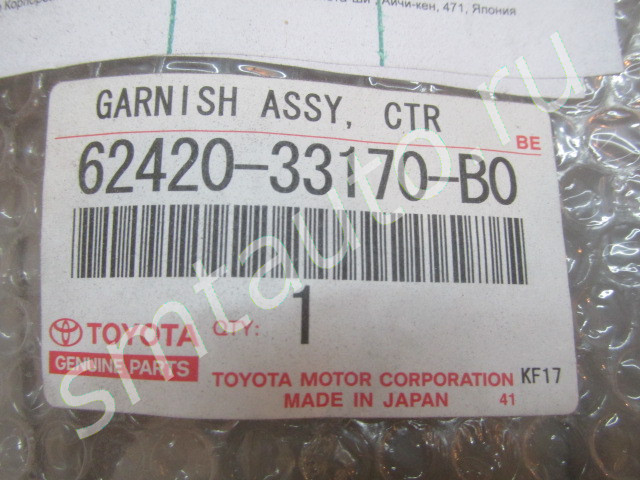 Айчи-кен, 471, Япония
GARNISH ASSY, CTR
BE
62420-33170-B0
TOYOTA QTY: 1
GENUINE PARTS
TOYOTA MOTOR CORPORATION KF17
MADE IN JAPAN 41
smtauto.ru